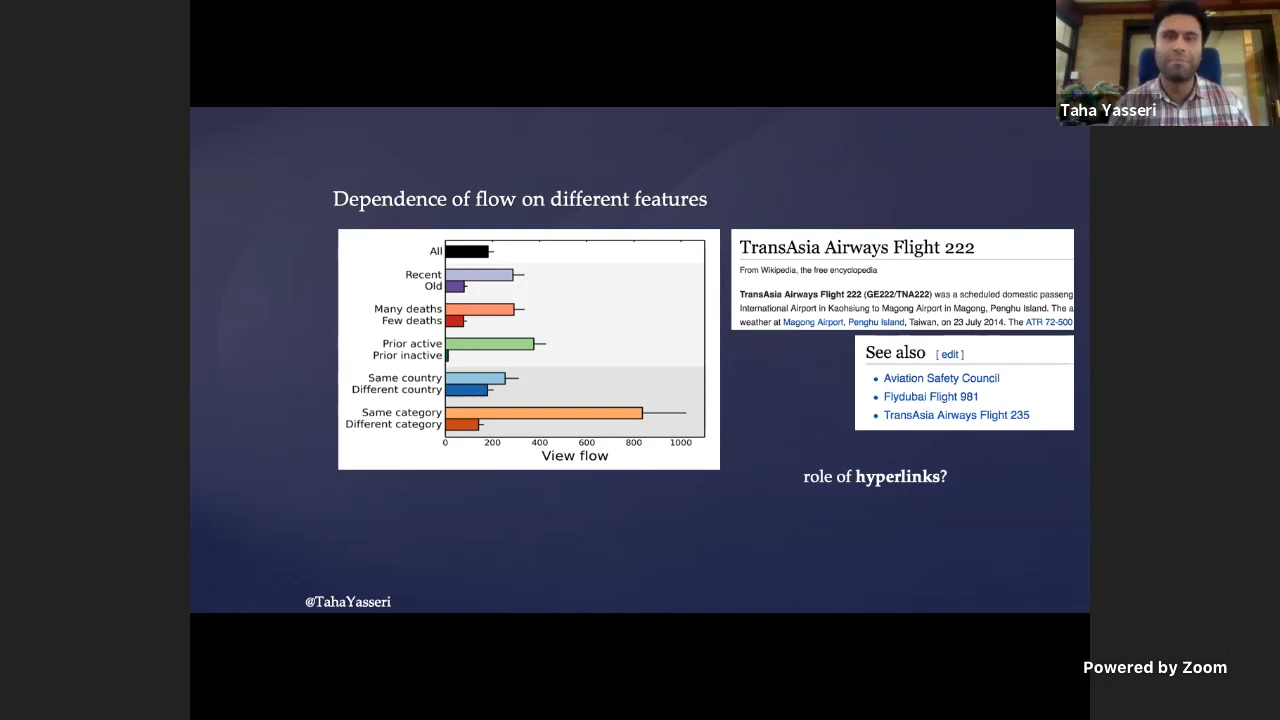 Taha Yasseri
Dependence of flow on different features
All
Recent
Old
Many deaths
Few deaths
Prior active
Prior inactive
Same country
Different country
Same category
Different category
0 200 400 600 800 1000
View flow
TransAsia Airways Flight 222
From Wikipedia, the free encyclopedia
TransAsia Airways Flight 222 (GE222/TNA222) was a scheduled domestic passeng
International Airport in Kaohsiung to Magong Airport in Magong, Penghu Island. The a
weather at Magong Airport, Penghu Island, Taiwan, on 23 July 2014. The ATR 72-500
See also [ edit ]
• Aviation Safety Council
• Flydubai Flight 981
• TransAsia Airways Flight 235
role of hyperlinks?
@TahaYasseri
Powered by Zoom